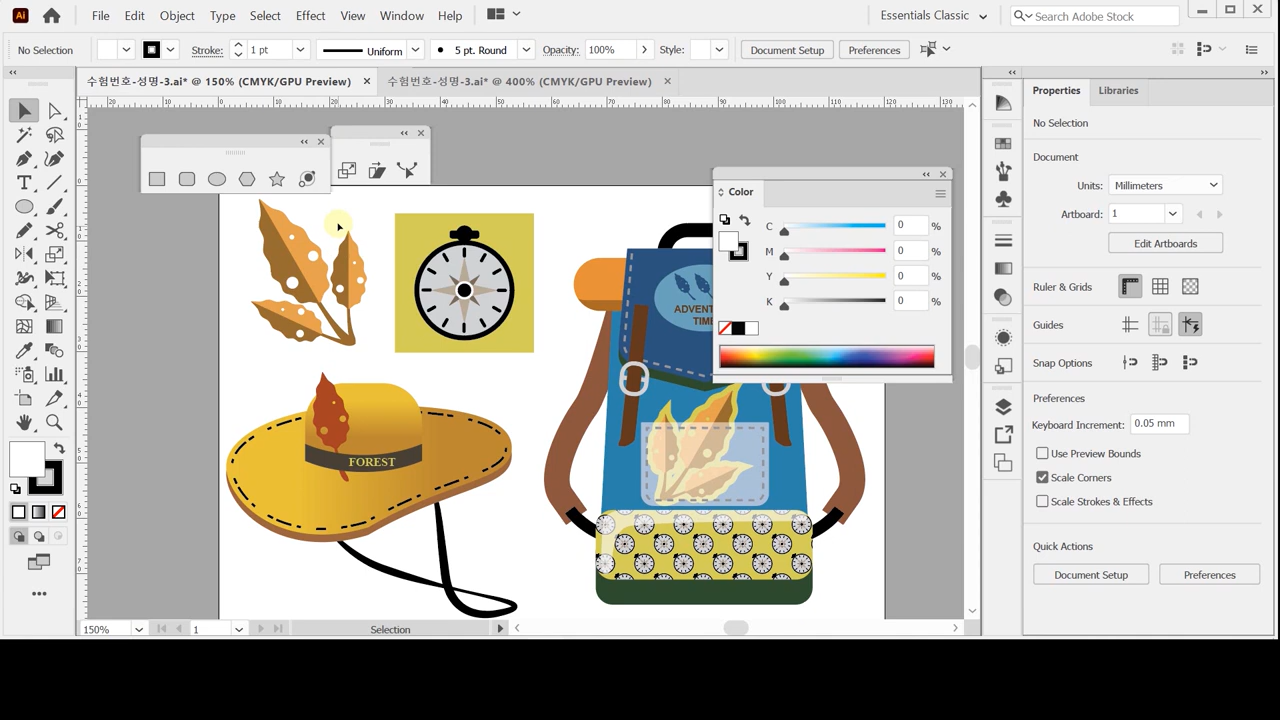 Ai File Edit Object Type Select Effect View Window Help Essentials Classic Search Adobe Stock
No Selection Stroke: 1 pt Uniform 5 pt. Round Opacity: 100% Style: Document Setup Preferences
수험번호-성명-3.ai* @ 150% (CMYK/GPU Preview) 수험번호-성명-3.ai* @ 400% (CMYK/GPU Preview)
Properties Libraries
No Selection
Document
Units: Millimeters
Artboard: 1
Edit Artboards
Ruler & Grids
Guides
Snap Options
Preferences
Keyboard Increment: 0.05 mm
Use Preview Bounds
Scale Corners
Scale Strokes & Effects
Quick Actions
Document Setup Preferences
Color
C 0 %
M 0 %
Y 0 %
K 0 %
FOREST
150% 1 Selection